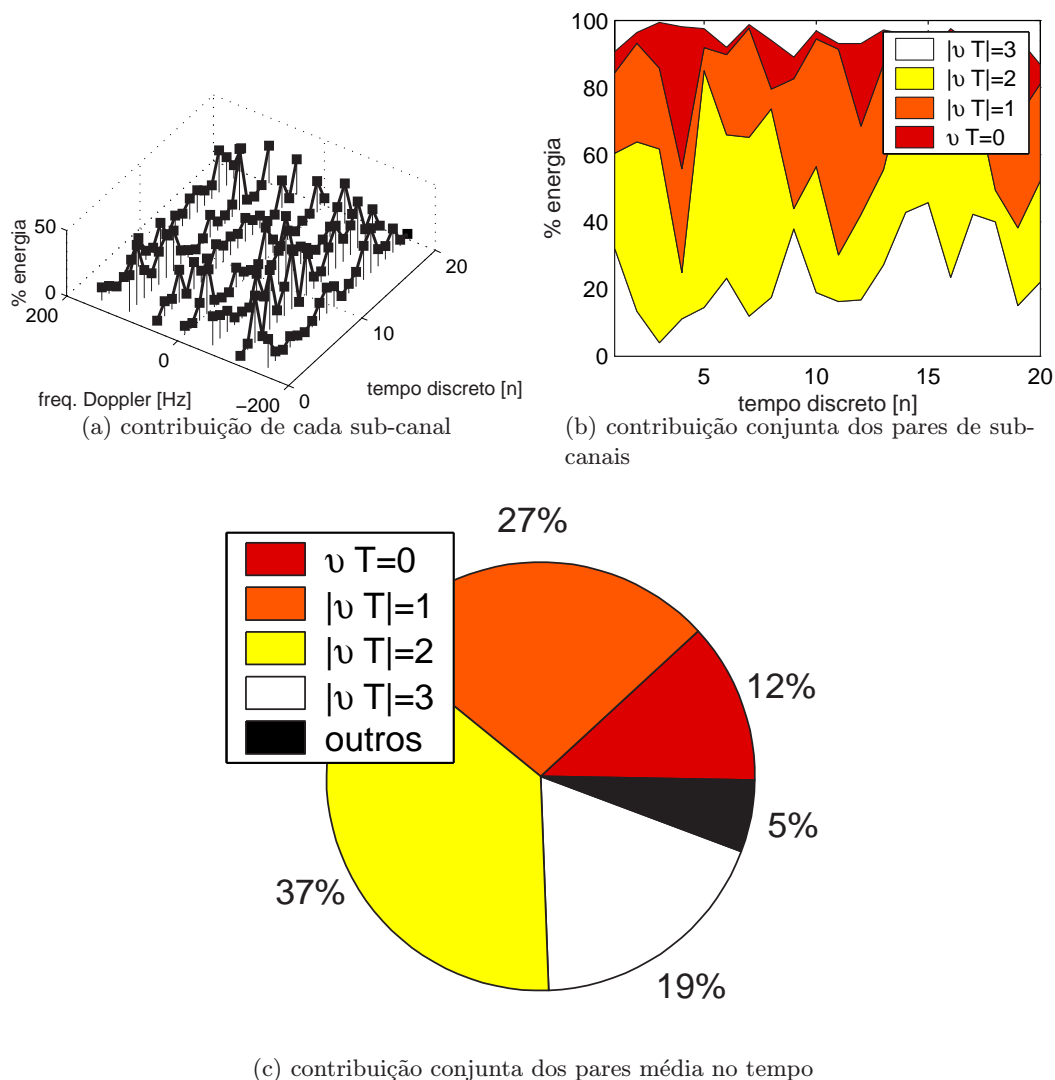 50
0
200
0
−200
0
10
20
% energia
freq. Doppler [Hz]
tempo discreto [n]
(a) contribuição de cada sub-canal
100
80
60
40
20
0
5
10
15
20
% energia
tempo discreto [n]
|υ T|=3
|υ T|=2
|υ T|=1
υ T=0
(b) contribuição conjunta dos pares de sub-
canais
27%
12%
5%
19%
37%
υ T=0
|υ T|=1
|υ T|=2
|υ T|=3
outros
(c) contribuição conjunta dos pares média no tempo